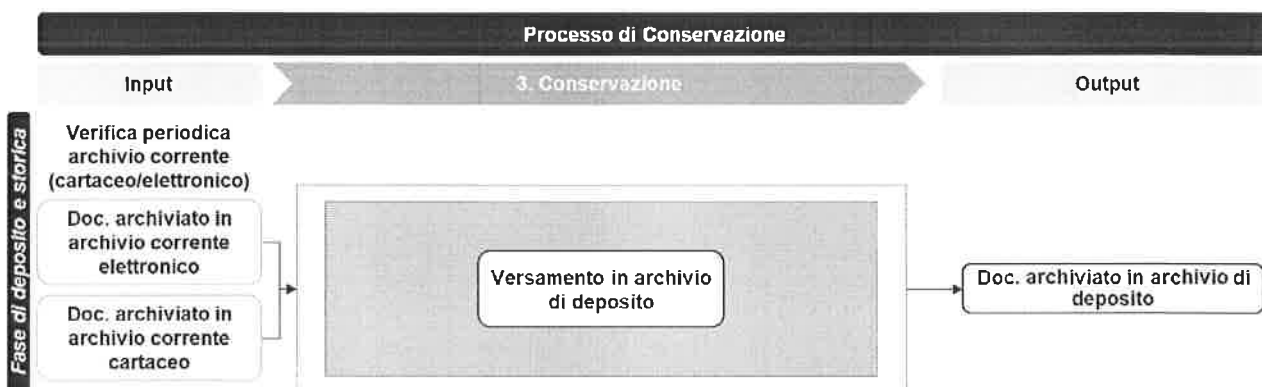 Processo di Conservazione
Input
3. Conservazione
Output
Fase di deposito e storica
Verifica periodica
archivio corrente
(cartaceo/elettronico)
Doc. archiviato in
archivio corrente
elettronico
Doc. archiviato in
archivio corrente
cartaceo
Versamento in archivio
di deposito
Doc. archiviato in archivio di
deposito